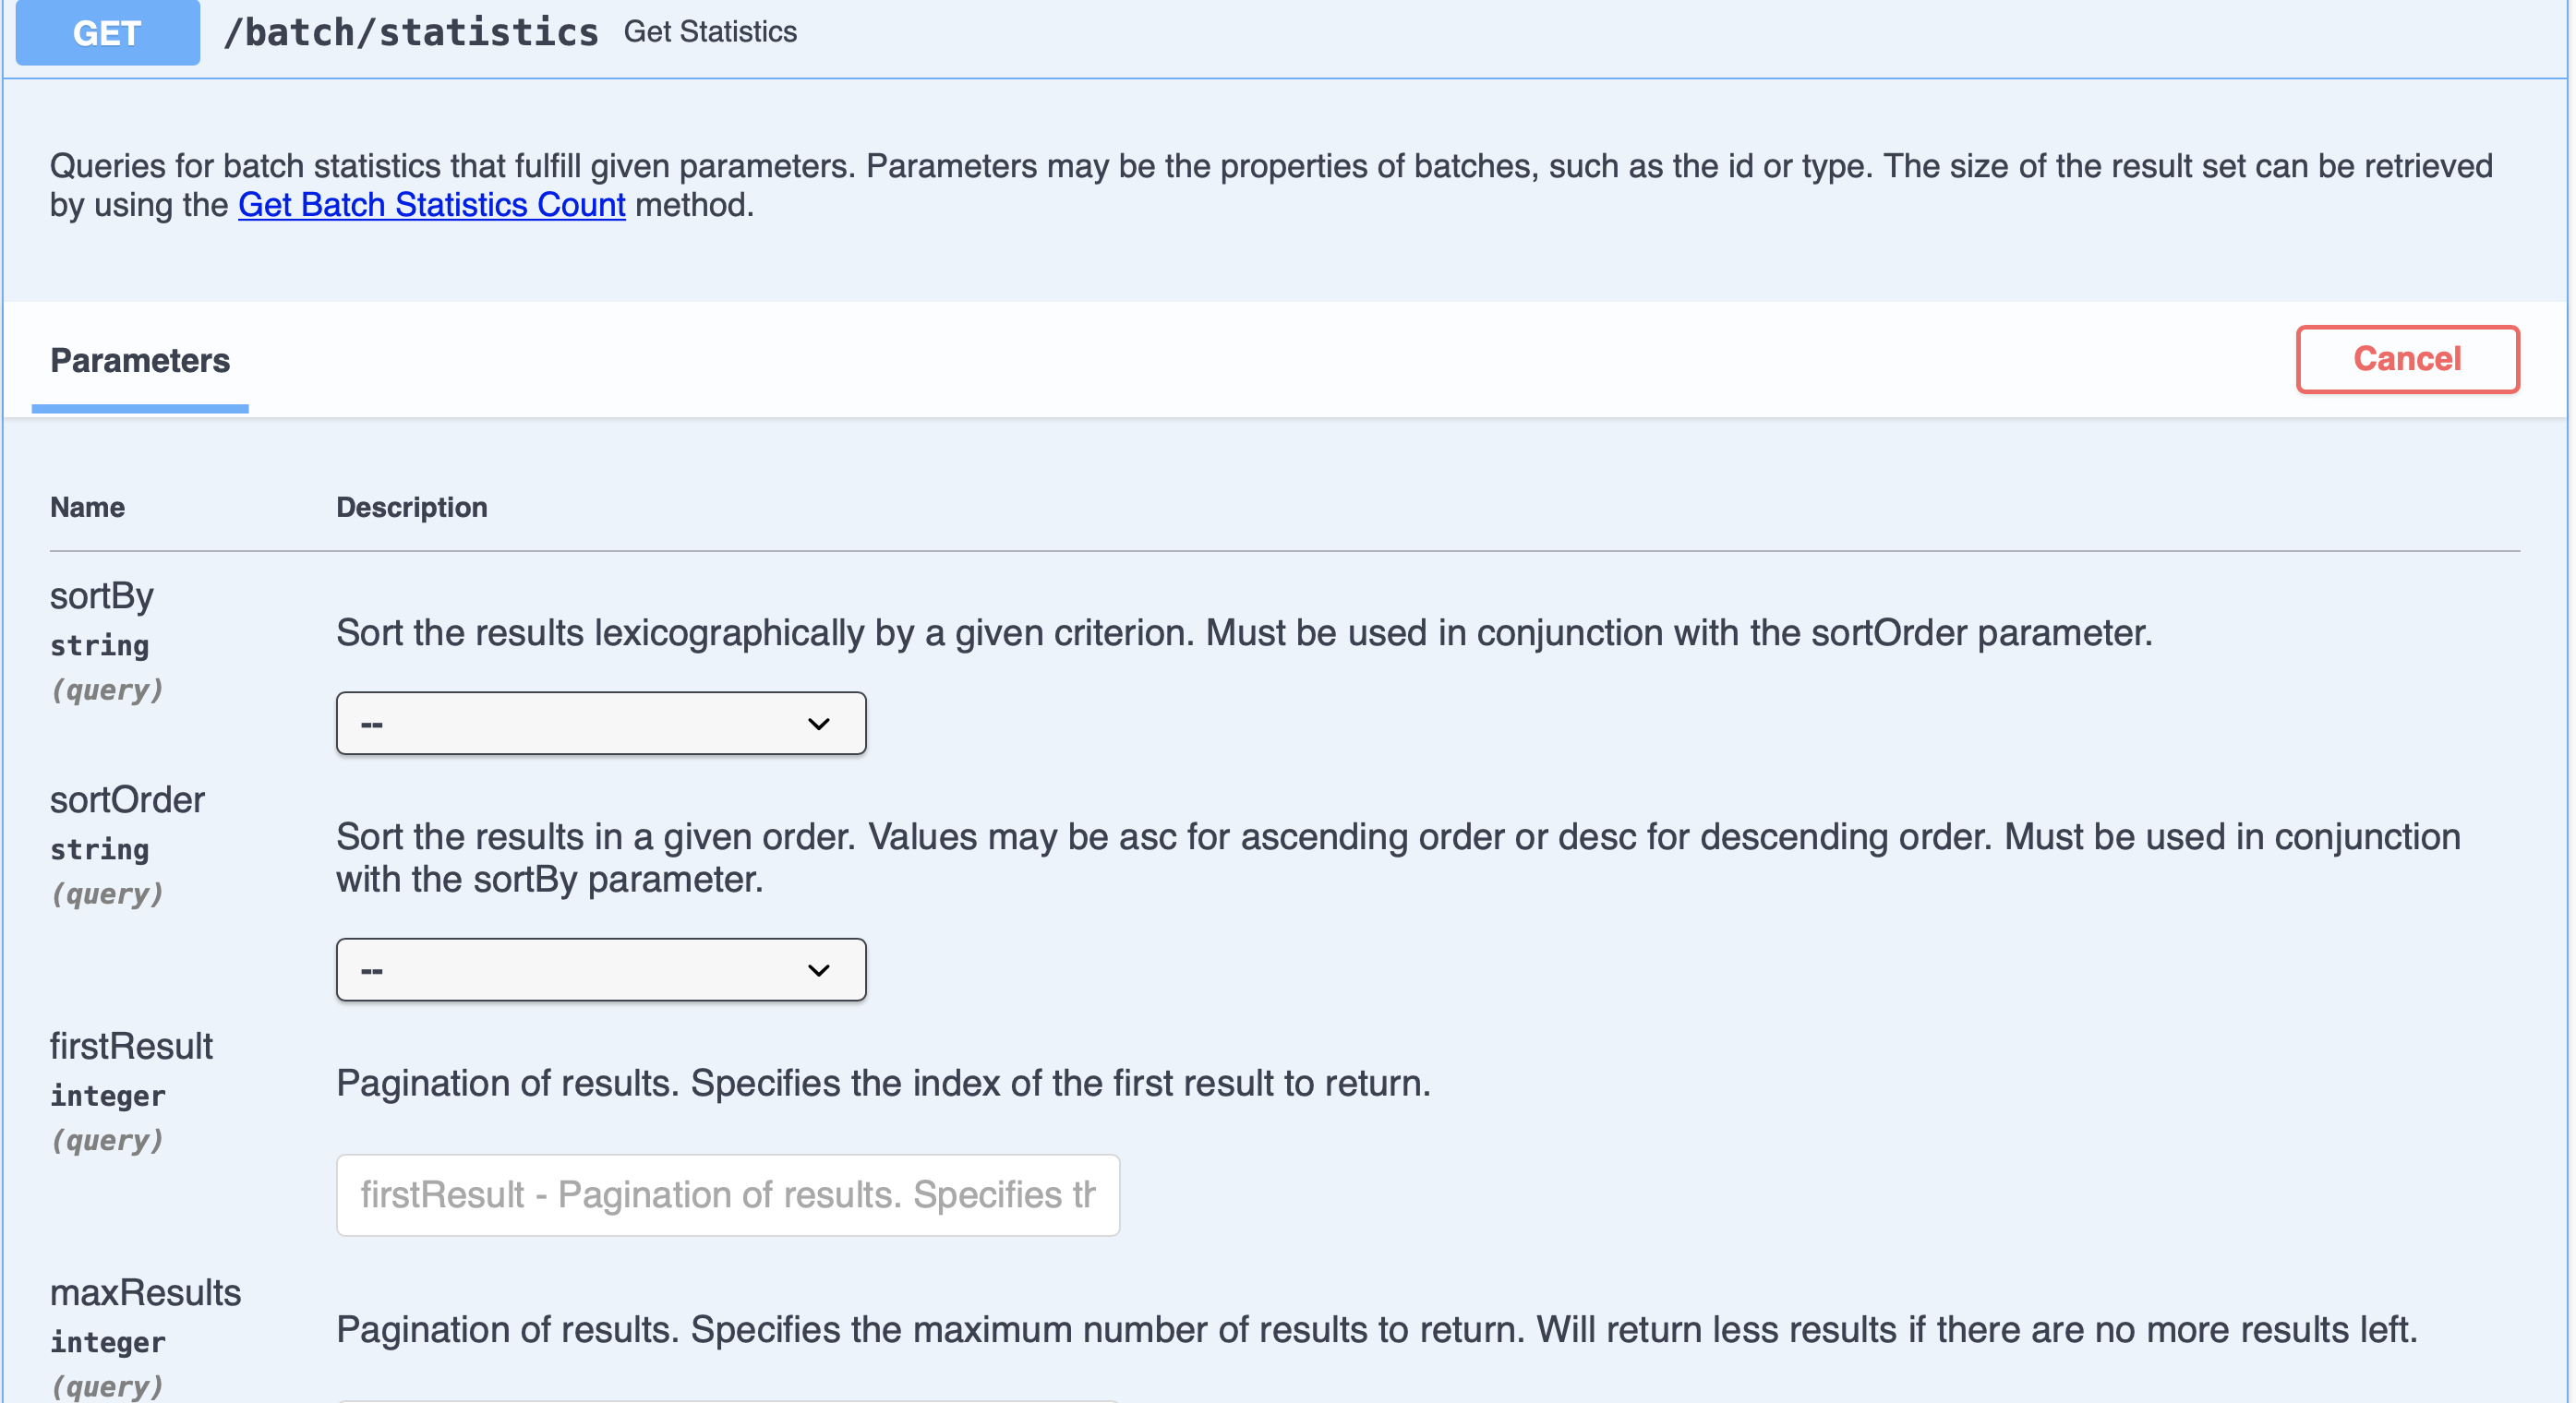 GET /batch/statistics Get Statistics
Queries for batch statistics that fulfill given parameters. Parameters may be the properties of batches, such as the id or type. The size of the result set can be retrieved
by using the Get Batch Statistics Count method.
Parameters
Cancel
Name Description
sortBy
string
(query)
Sort the results lexicographically by a given criterion. Must be used in conjunction with the sortOrder parameter.
--
sortOrder
string
(query)
Sort the results in a given order. Values may be asc for ascending order or desc for descending order. Must be used in conjunction
with the sortBy parameter.
--
firstResult
integer
(query)
Pagination of results. Specifies the index of the first result to return.
firstResult - Pagination of results. Specifies th
maxResults
integer
(query)
Pagination of results. Specifies the maximum number of results to return. Will return less results if there are no more results left.